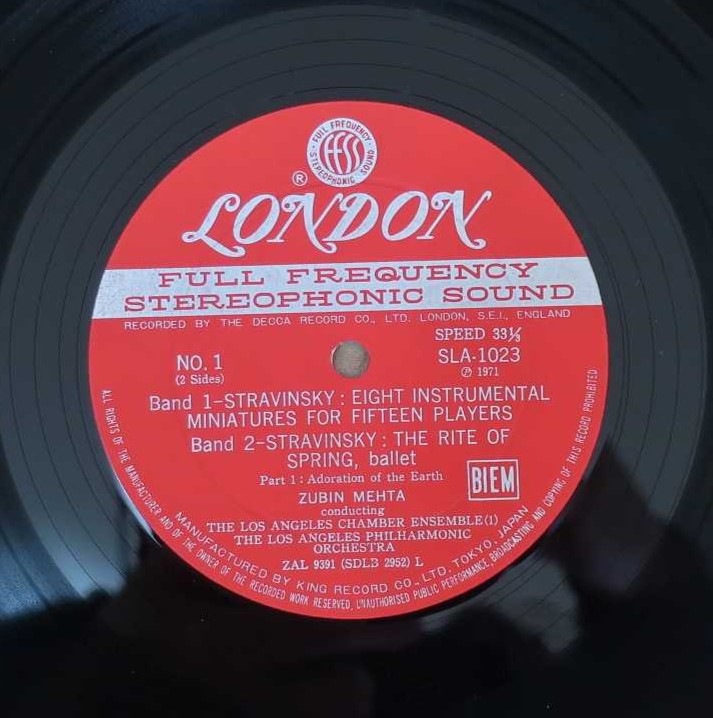 FULL FREQUENCY
ffss
STEREOPHONIC SOUND
®
LONDON
FULL FREQUENCY
STEREOPHONIC SOUND
RECORDED BY THE DECCA RECORD CO., LTD. LONDON, S.E.I., ENGLAND
SPEED 33⅓
NO. 1
SLA-1023
(2 Sides)
℗ 1971
Band 1-STRAVINSKY : EIGHT INSTRUMENTAL
MINIATURES FOR FIFTEEN PLAYERS
Band 2-STRAVINSKY : THE RITE OF
SPRING, ballet
Part 1 : Adoration of the Earth
BIEM
ZUBIN MEHTA
conducting
THE LOS ANGELES CHAMBER ENSEMBLE(1)
THE LOS ANGELES PHILHARMONIC
ORCHESTRA
ZAL 9391 (SDL3 2952) L
MANUFACTURED BY KING RECORD CO., LTD, TOKYO, JAPAN
ALL RIGHTS OF THE MANUFACTURER AND OF THE OWNER OF THE RECORDED WORK RESERVED, UNAUTHORISED PUBLIC PERFORMANCE, BROADCASTING AND COPYING OF THIS RECORD PROHIBITED